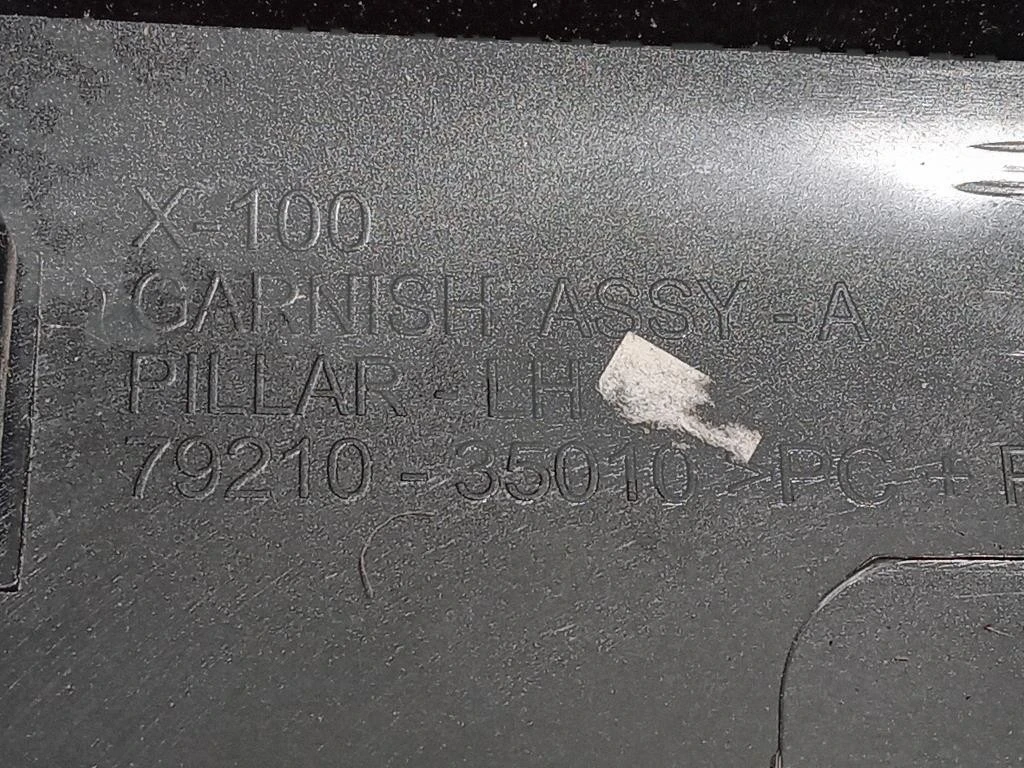 X-100
GARNISH ASSY - A
PILLAR - LH
79210 - 35010 >PC +